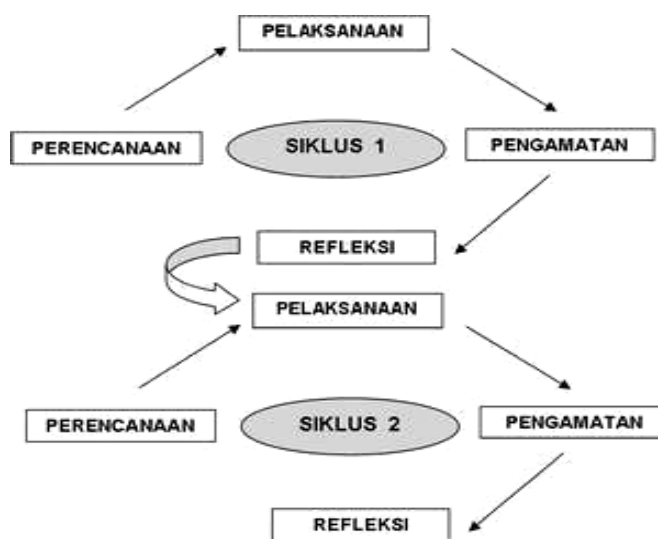 PELAKSANAAN
PERENCANAAN
SIKLUS 1
PENGAMATAN
REFLEKSI
PELAKSANAAN
PERENCANAAN
SIKLUS 2
PENGAMATAN
REFLEKSI